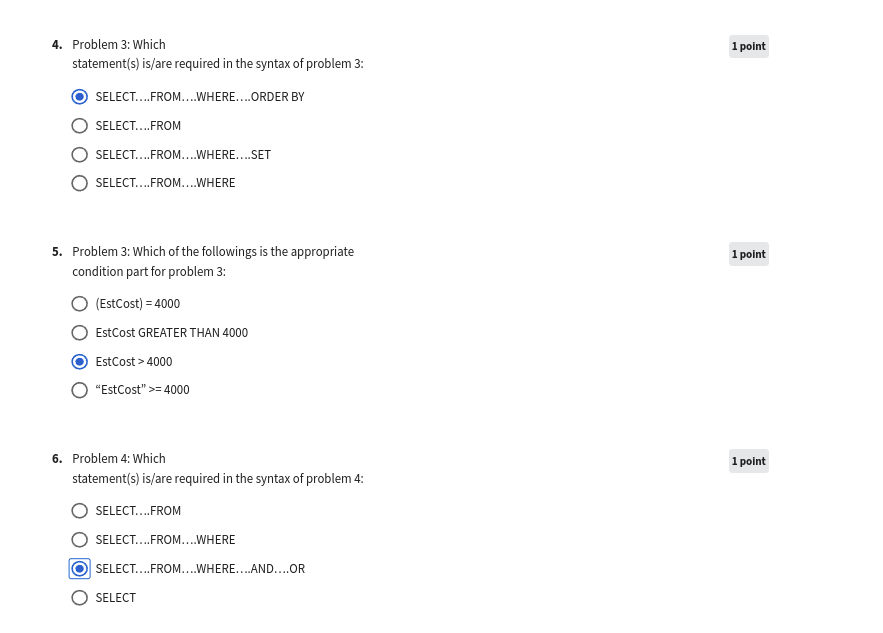 4. Problem 3: Which 1 point
statement(s) is/are required in the syntax of problem 3:
SELECT….FROM….WHERE….ORDER BY
SELECT….FROM
SELECT….FROM….WHERE….SET
SELECT….FROM….WHERE
5. Problem 3: Which of the followings is the appropriate 1 point
condition part for problem 3:
(EstCost) = 4000
EstCost GREATER THAN 4000
EstCost > 4000
“EstCost” >= 4000
6. Problem 4: Which 1 point
statement(s) is/are required in the syntax of problem 4:
SELECT….FROM
SELECT….FROM….WHERE
SELECT….FROM….WHERE….AND….OR
SELECT